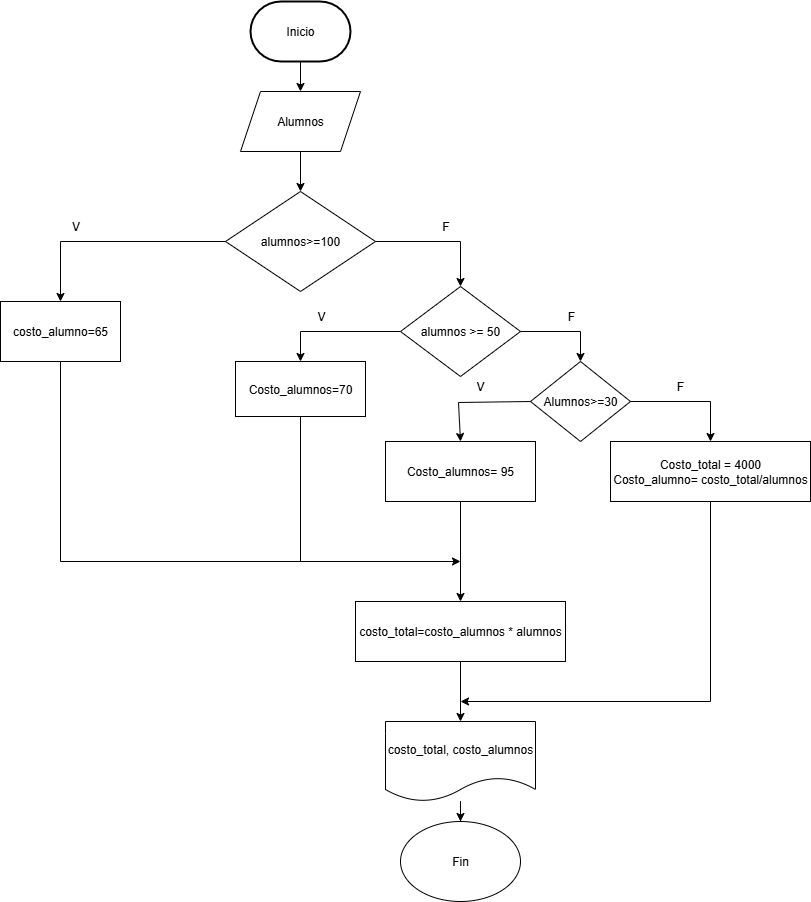 Inicio
Alumnos
V
F
alumnos>=100
costo_alumno=65
V
F
alumnos >= 50
Costo_alumnos=70
V
F
Alumnos>=30
Costo_alumnos= 95
Costo_total = 4000
Costo_alumno= costo_total/alumnos
costo_total=costo_alumnos * alumnos
costo_total, costo_alumnos
Fin